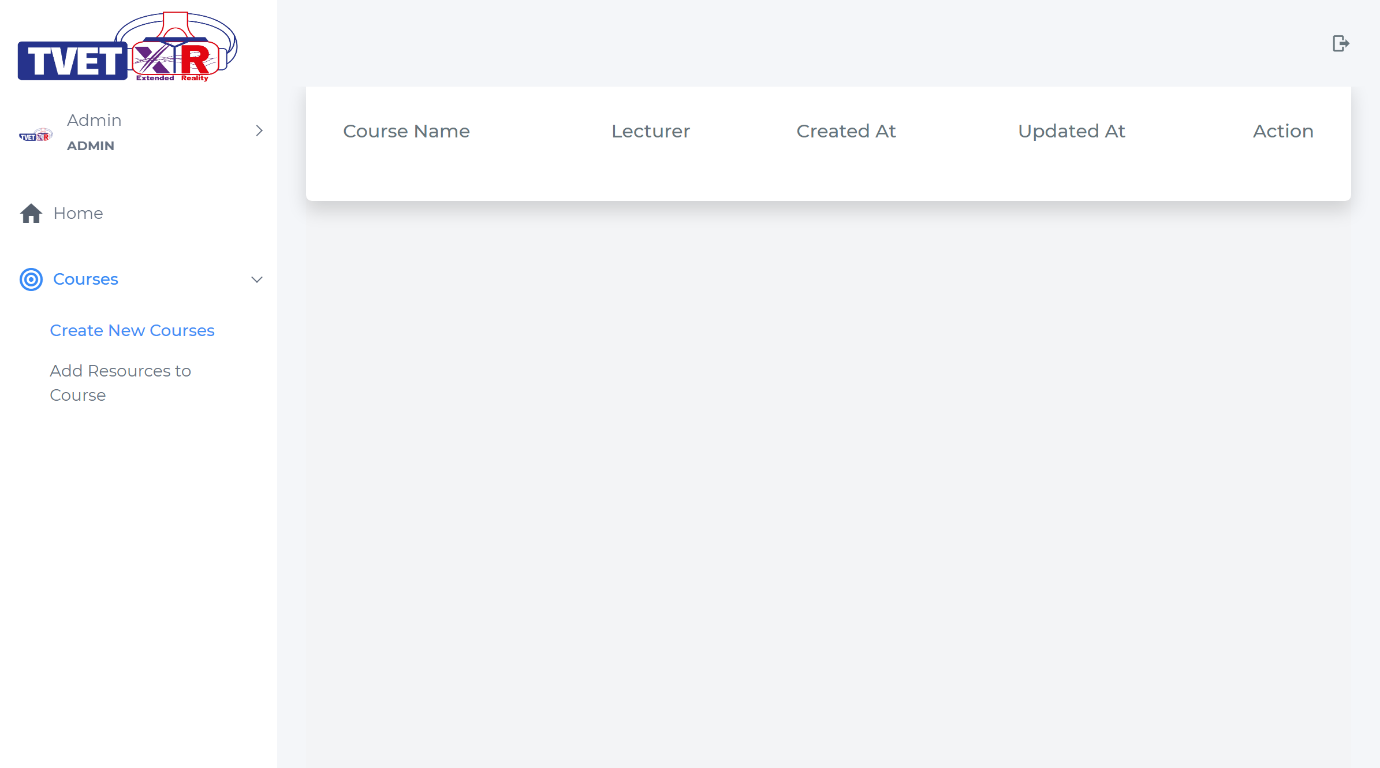 TVET XR
Extended Reality
Admin
ADMIN
Home
Courses
Create New Courses
Add Resources to
Course
Course Name Lecturer Created At Updated At Action